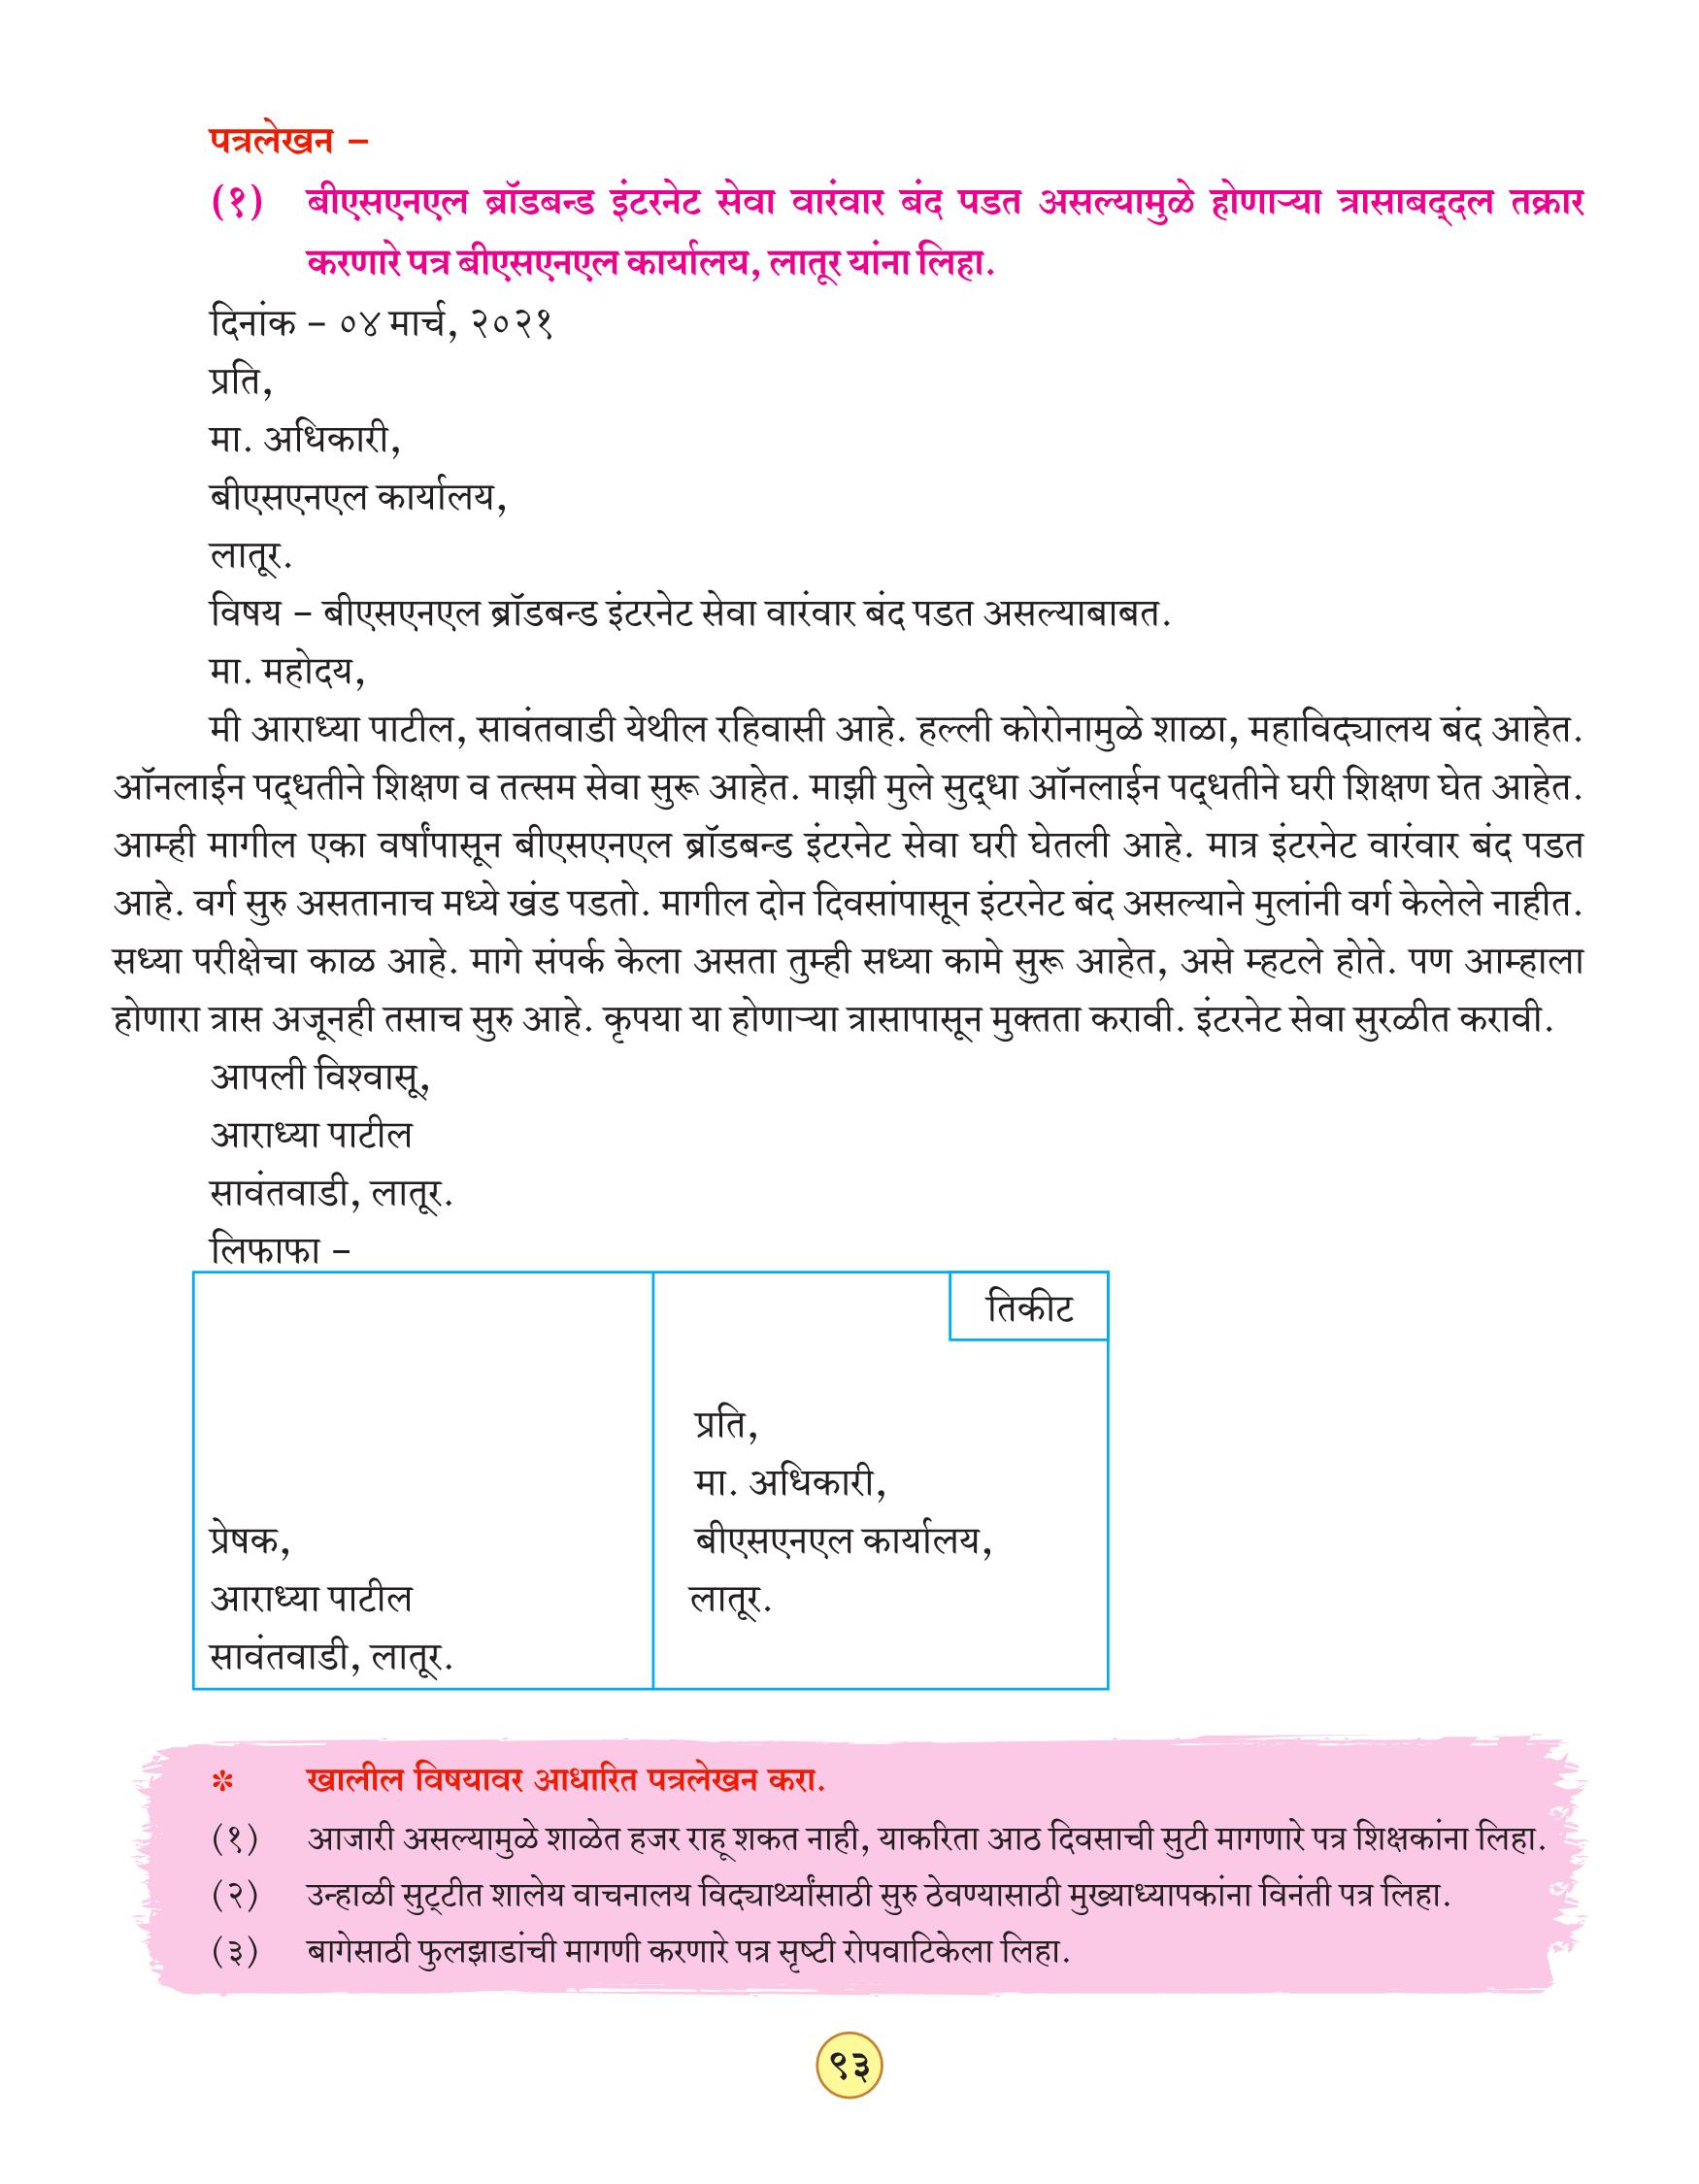 पत्रलेखन –
(१) बीएसएनएल ब्रॉडबन्ड इंटरनेट सेवा वारंवार बंद पडत असल्यामुळे होणाऱ्या त्रासाबद्‌दल तक्रार
करणारे पत्र बीएसएनएल कार्यालय, लातूर यांना लिहा.
दिनांक – ०४ मार्च, २०२१
प्रति,
मा. अधिकारी,
बीएसएनएल कार्यालय,
लातूर.
विषय – बीएसएनएल ब्रॉडबन्ड इंटरनेट सेवा वारंवार बंद पडत असल्याबाबत.
मा. महोदय,
मी आराध्या पाटील, सावंतवाडी येथील रहिवासी आहे. हल्ली कोरोनामुळे शाळा, महाविद्यालय बंद आहेत.
ऑनलाईन पद्‌धतीने शिक्षण व तत्सम सेवा सुरू आहेत. माझी मुले सुद्‌धा ऑनलाईन पद्‌धतीने घरी शिक्षण घेत आहेत.
आम्ही मागील एका वर्षांपासून बीएसएनएल ब्रॉडबन्ड इंटरनेट सेवा घरी घेतली आहे. मात्र इंटरनेट वारंवार बंद पडत
आहे. वर्ग सुरु असतानाच मध्ये खंड पडतो. मागील दोन दिवसांपासून इंटरनेट बंद असल्याने मुलांनी वर्ग केलेले नाहीत.
सध्या परीक्षेचा काळ आहे. मागे संपर्क केला असता तुम्ही सध्या कामे सुरू आहेत, असे म्हटले होते. पण आम्हाला
होणारा त्रास अजूनही तसाच सुरु आहे. कृपया या होणाऱ्या त्रासापासून मुक्तता करावी. इंटरनेट सेवा सुरळीत करावी.
आपली विश्वासू,
आराध्या पाटील
सावंतवाडी, लातूर.
लिफाफा –
तिकीट
प्रति,
मा. अधिकारी,
बीएसएनएल कार्यालय,
लातूर.
प्रेषक,
आराध्या पाटील
सावंतवाडी, लातूर.
✽ खालील विषयावर आधारित पत्रलेखन करा.
(१) आजारी असल्यामुळे शाळेत हजर राहू शकत नाही, याकरिता आठ दिवसाची सुटी मागणारे पत्र शिक्षकांना लिहा.
(२) उन्हाळी सुट्‌टीत शालेय वाचनालय विद्यार्थ्यांसाठी सुरु ठेवण्यासाठी मुख्याध्यापकांना विनंती पत्र लिहा.
(३) बागेसाठी फुलझाडांची मागणी करणारे पत्र सृष्टी रोपवाटिकेला लिहा.
९३